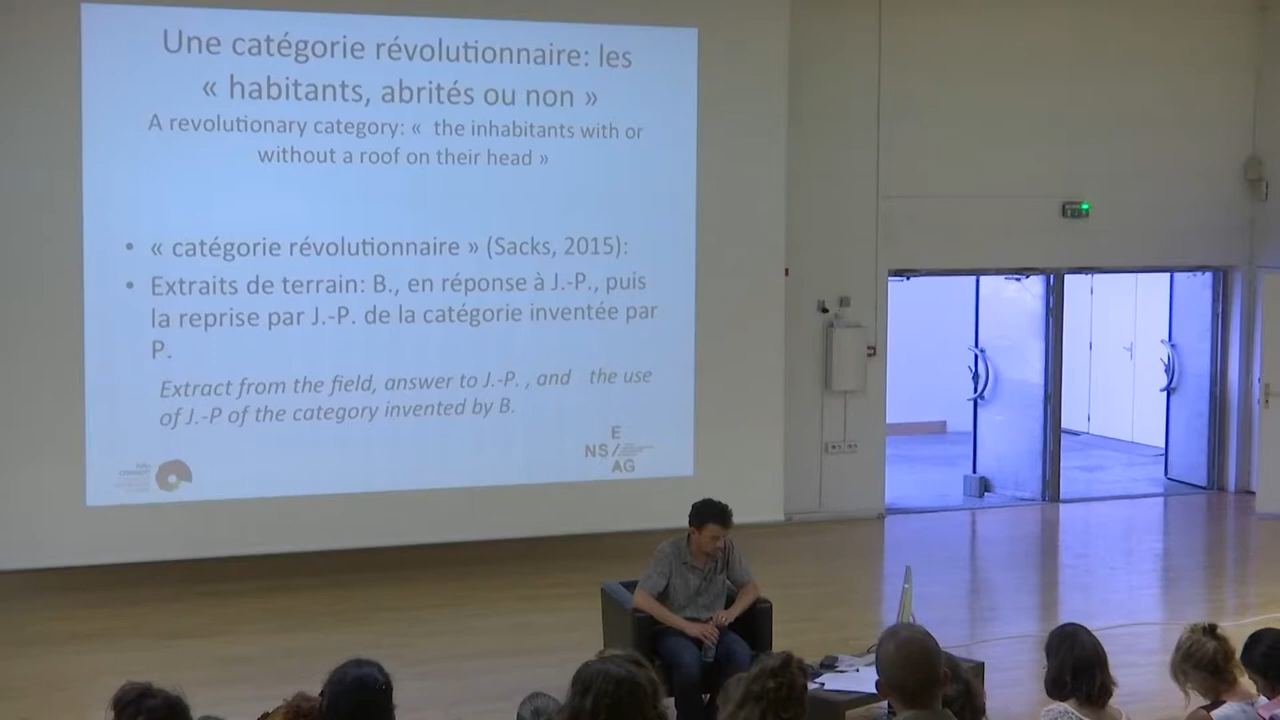 Une catégorie révolutionnaire: les
« habitants, abrités ou non »
A revolutionary category: « the inhabitants with or
without a roof on their head »
• « catégorie révolutionnaire » (Sacks, 2015):
• Extraits de terrain: B., en réponse à J.-P., puis
la reprise par J.-P. de la catégorie inventée par
P.
Extract from the field, answer to J.-P. , and the use
of J.-P of the category invented by B.
E
NS/
AG